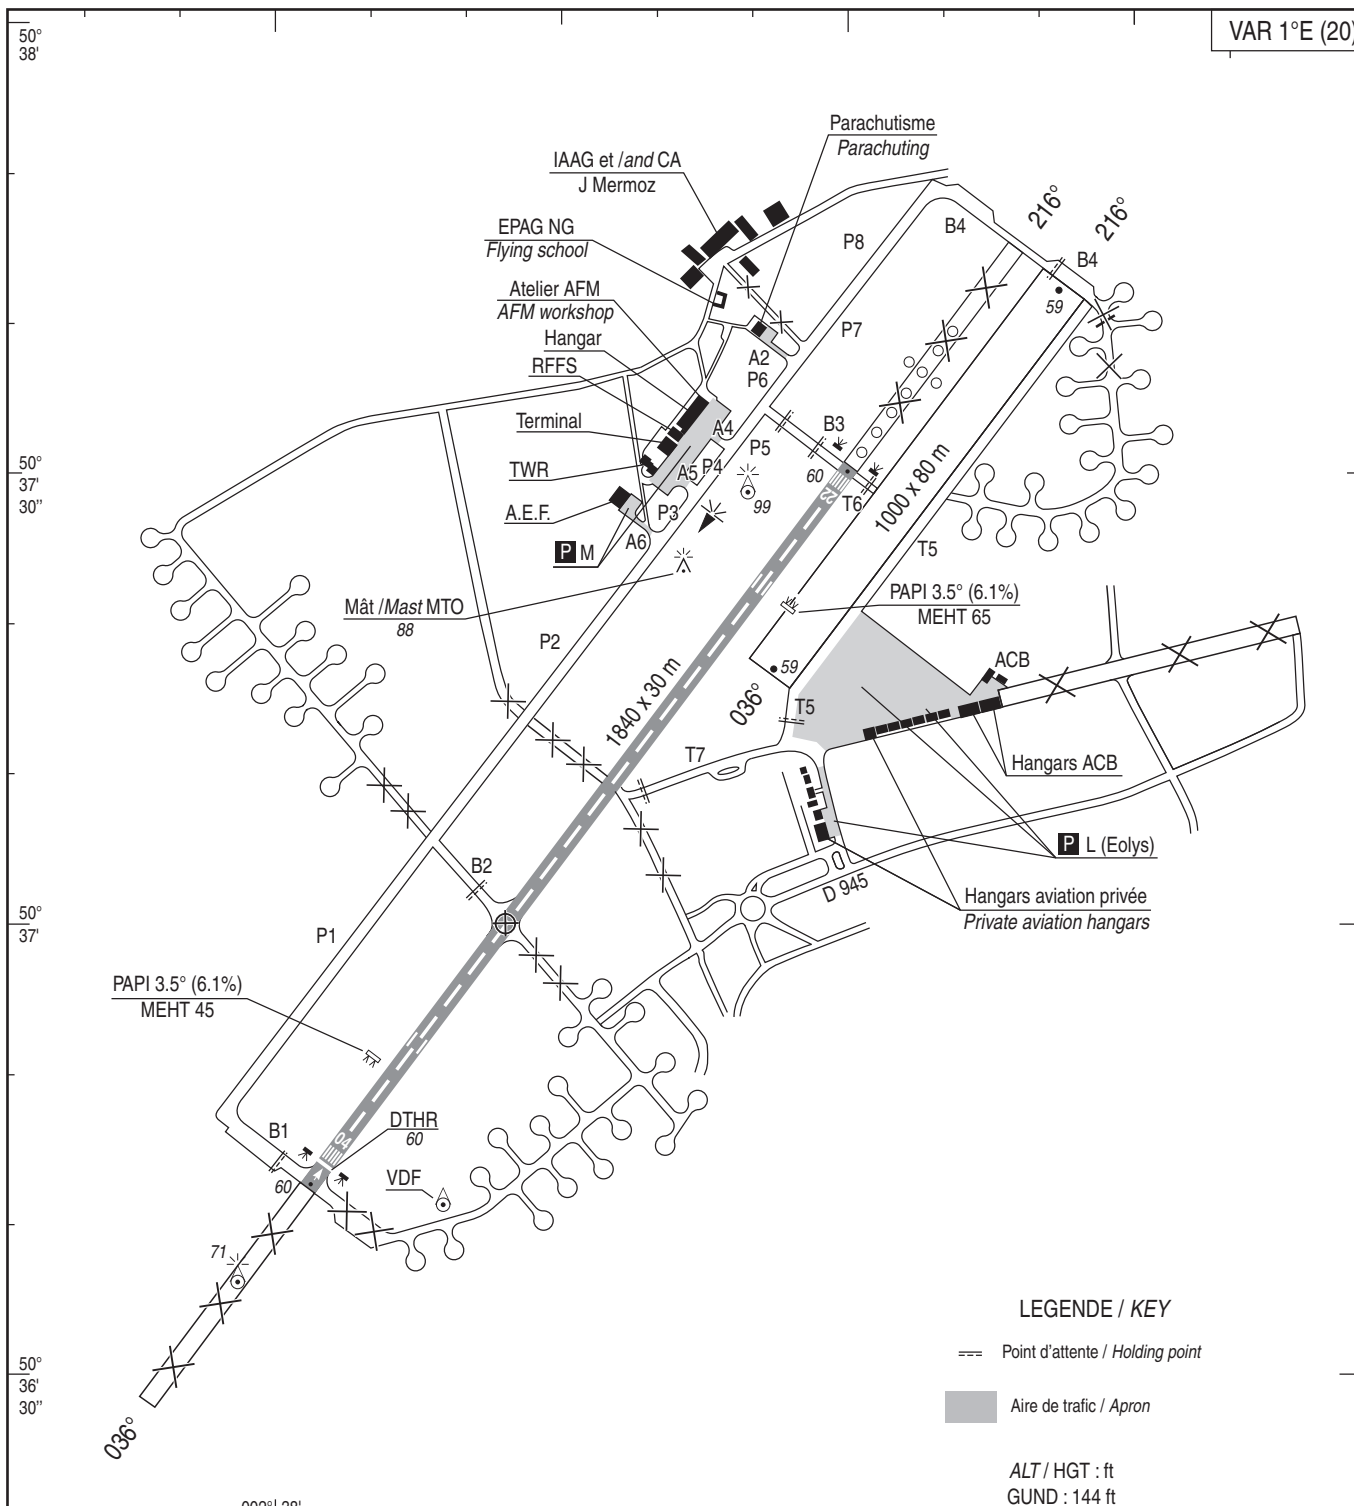 50°
38'
VAR 1°E (20)
Parachutisme
Parachuting
IAAG et /and CA
J Mermoz
EPAG NG
Flying school
Atelier AFM
AFM workshop
Hangar
RFFS
Terminal
TWR
A.E.F.
P M
Mât /Mast MTO
88
216°
216°
B4
B4
P8
P7
59
A2
P6
A4
P5
B3
A5
P4
P3
A6
99
60
22
T6
1000 x 80 m
T5
50°
37'
30"
PAPI 3.5° (6.1%)
MEHT 65
P2
1840 x 30 m
59
036°
T5
ACB
T7
Hangars ACB
P L (Eolys)
D 945
Hangars aviation privée
Private aviation hangars
B2
P1
50°
37'
PAPI 3.5° (6.1%)
MEHT 45
DTHR
60
04
B1
60
VDF
71
036°
50°
36'
30"
LEGENDE / KEY
Point d'attente / Holding point
Aire de trafic / Apron
ALT / HGT : ft
GUND : 144 ft